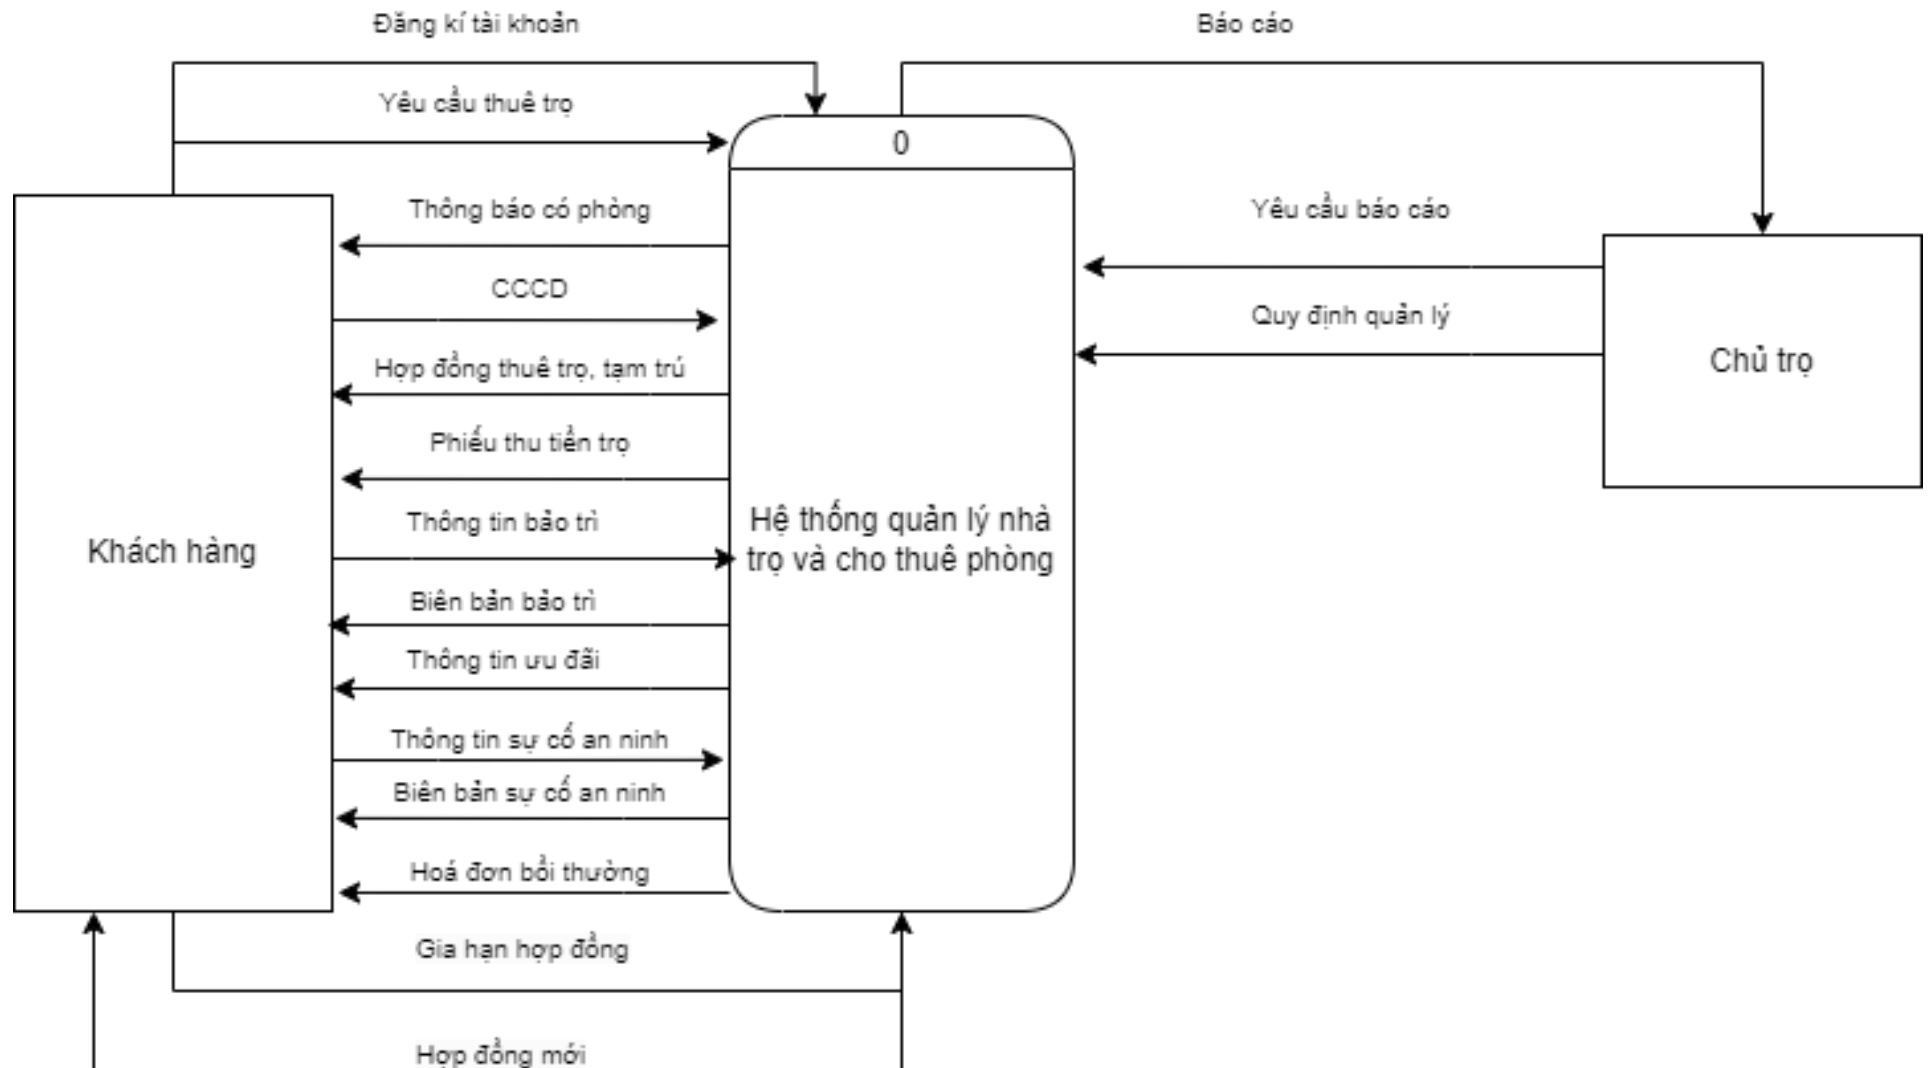 Đăng kí tài khoản
Báo cáo
Yêu cầu thuê trọ
0
Thông báo có phòng
Yêu cầu báo cáo
CCCD
Quy định quản lý
Chủ trọ
Hợp đồng thuê trọ, tạm trú
Phiếu thu tiền trọ
Thông tin bảo trì
Hệ thống quản lý nhà
trọ và cho thuê phòng
Khách hàng
Biên bản bảo trì
Thông tin ưu đãi
Thông tin sự cố an ninh
Biên bản sự cố an ninh
Hoá đơn bồi thường
Gia hạn hợp đồng
Hợp đồng mới